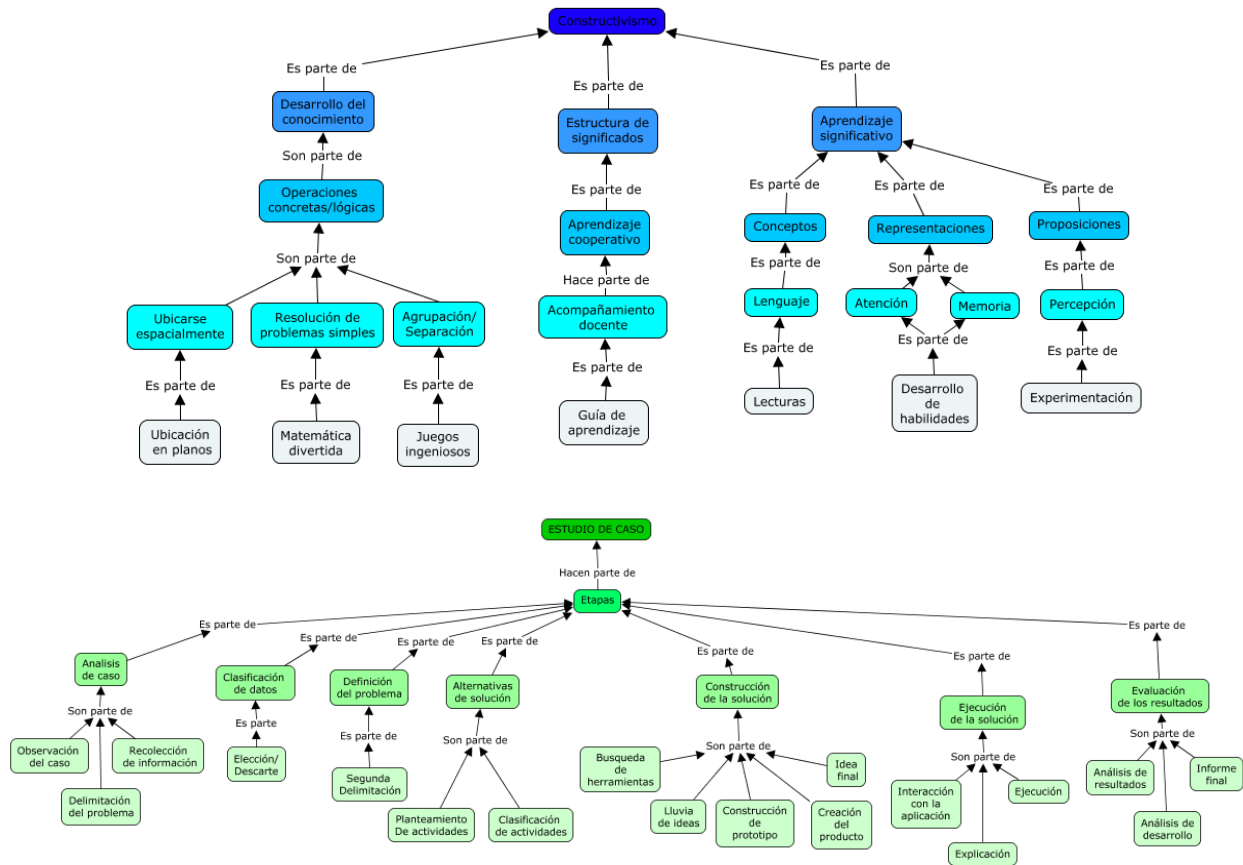 Constructivismo
Es parte de
Es parte de
Es parte de
Desarrollo del
conocimiento
Estructura de
significados
Aprendizaje
significativo
Son parte de
Es parte de
Es parte de
Es parte de
Es parte de
Operaciones
concretas/lógicas
Aprendizaje
cooperativo
Conceptos
Representaciones
Proposiciones
Son parte de
Hace parte de
Es parte de
Son parte de
Es parte de
Ubicarse
espacialmente
Resolución de
problemas simples
Agrupación/
Separación
Acompañamiento
docente
Lenguaje
Atención
Memoria
Percepción
Es parte de
Es parte de
Es parte de
Es parte de
Es parte de
Es parte de
Es parte de
Ubicación
en planos
Matemática
divertida
Juegos
ingeniosos
Guía de
aprendizaje
Lecturas
Desarrollo
de
habilidades
Experimentación
ESTUDIO DE CASO
Hacen parte de
Etapas
Es parte de
Es parte de
Es parte de
Es parte de
Es parte de
Es parte de
Es parte de
Analisis
de caso
Clasificación
de datos
Definición
del problema
Alternativas
de solución
Construcción
de la solución
Ejecución
de la solución
Evaluación
de los resultados
Son parte de
Es parte
Es parte de
Son parte de
Son parte de
Son parte de
Son parte de
Observación
del caso
Delimitación
del problema
Recolección
de información
Elección/
Descarte
Segunda
Delimitación
Planteamiento
De actividades
Clasificación
de actividades
Busqueda
de
herramientas
Lluvia
de ideas
Construcción
de
prototipo
Creación
del
producto
Idea
final
Interacción
con la
aplicación
Explicación
Ejecución
Análisis de
resultados
Análisis de
desarrollo
Informe
final